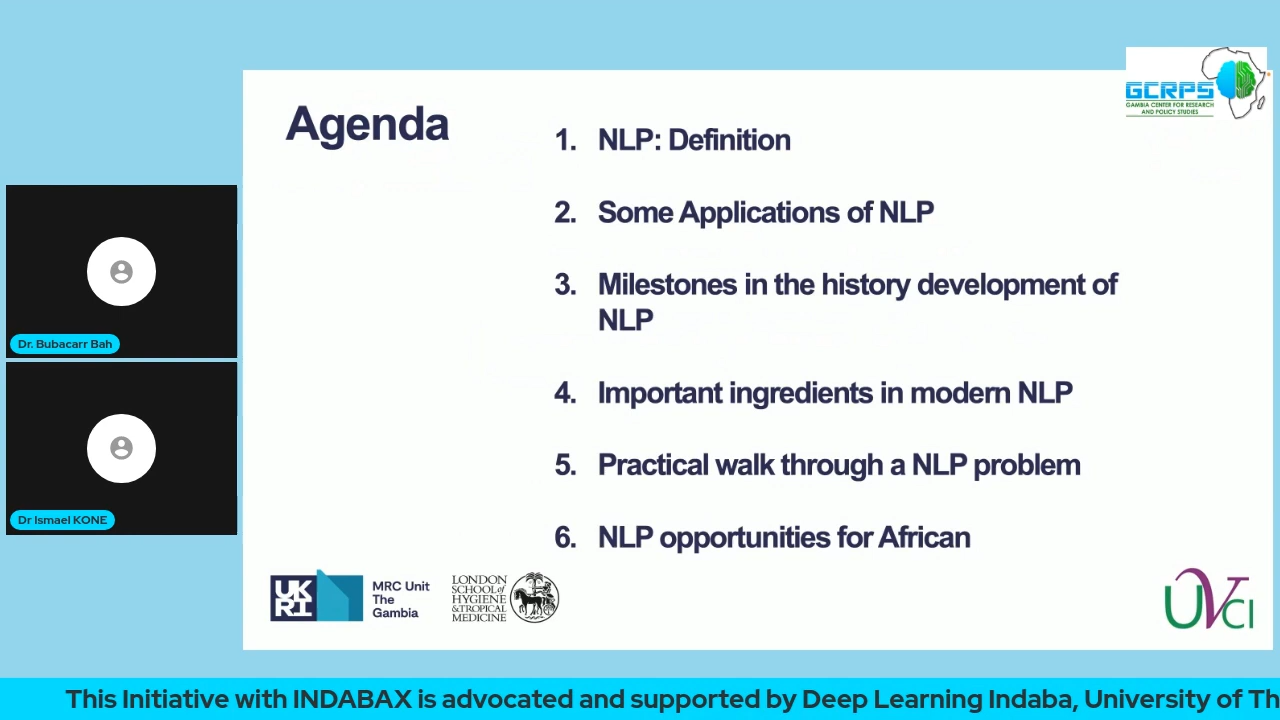 GCRPS
GAMBIA CENTER FOR RESEARCH
AND POLICY STUDIES
Agenda
1. NLP: Definition
2. Some Applications of NLP
3. Milestones in the history development of
NLP
4. Important ingredients in modern NLP
5. Practical walk through a NLP problem
6. NLP opportunities for African
Dr. Bubacarr Bah
Dr Ismael KONE
UK
RI
MRC Unit
The
Gambia
LONDON
SCHOOL of
HYGIENE
& TROPICAL
MEDICINE
UVCI
This Initiative with INDABAX is advocated and supported by Deep Learning Indaba, University of Th